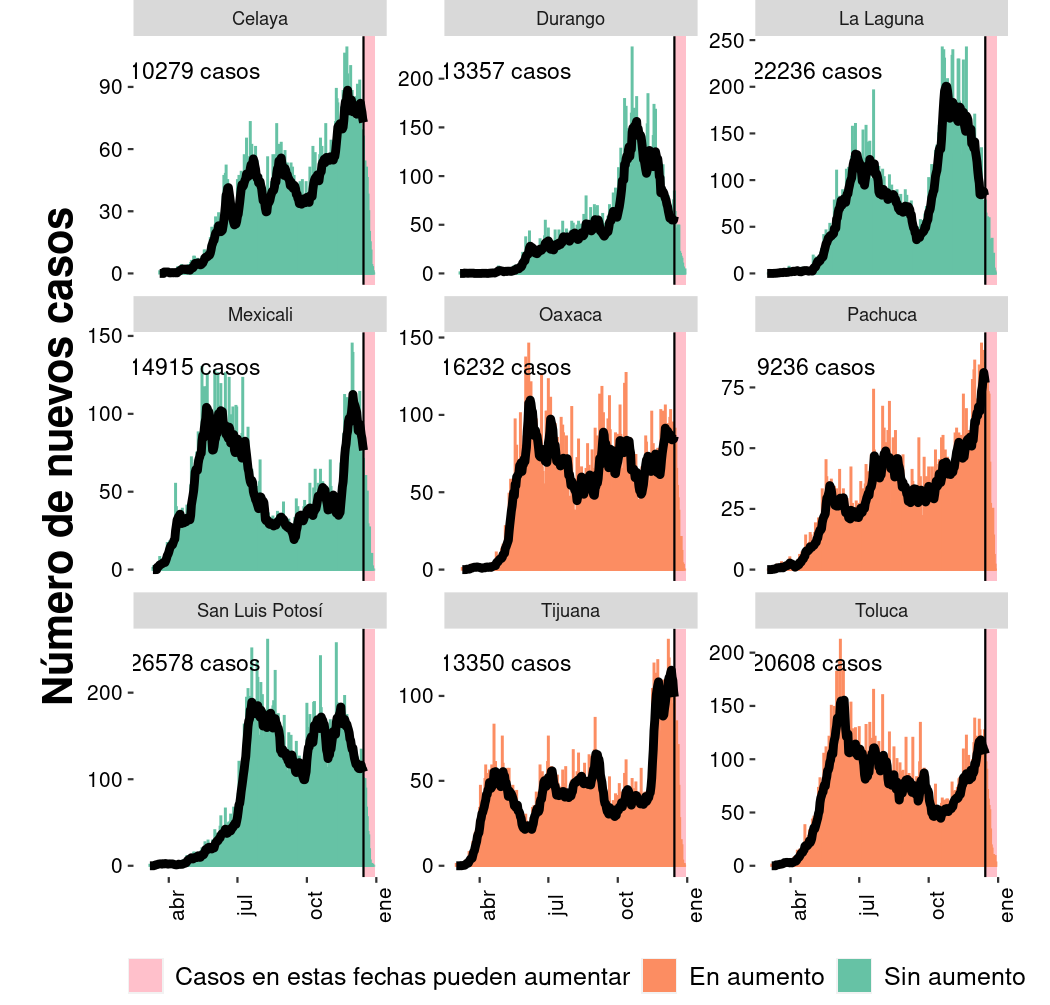 Número de nuevos casos
Celaya
10279 casos
90
60
30
0
Durango
13357 casos
200
150
100
50
0
La Laguna
22236 casos
250
200
150
100
50
0
Mexicali
14915 casos
150
100
50
0
Oaxaca
16232 casos
150
100
50
0
Pachuca
9236 casos
75
50
25
0
San Luis Potosí
26578 casos
200
100
0
abr
jul
oct
ene
Tijuana
13350 casos
100
50
0
abr
jul
oct
ene
Toluca
20608 casos
200
150
100
50
0
abr
jul
oct
ene
Casos en estas fechas pueden aumentar
En aumento
Sin aumento